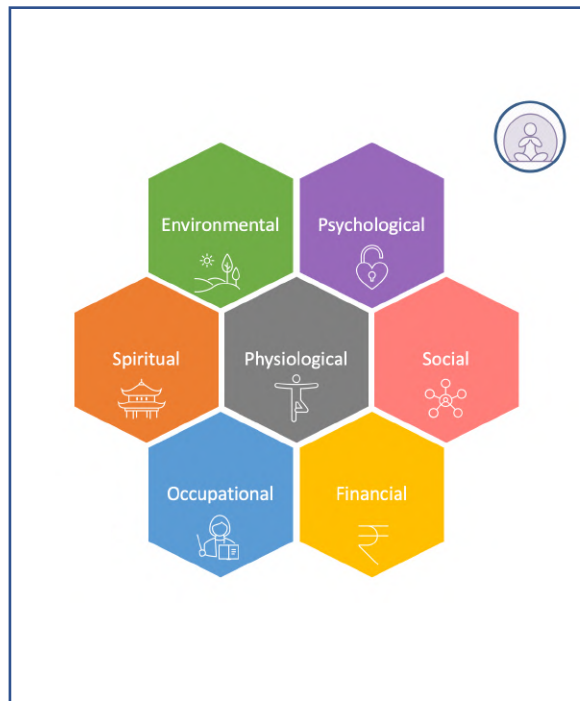 Environmental
Psychological
Spiritual
Physiological
Social
Occupational
Financial